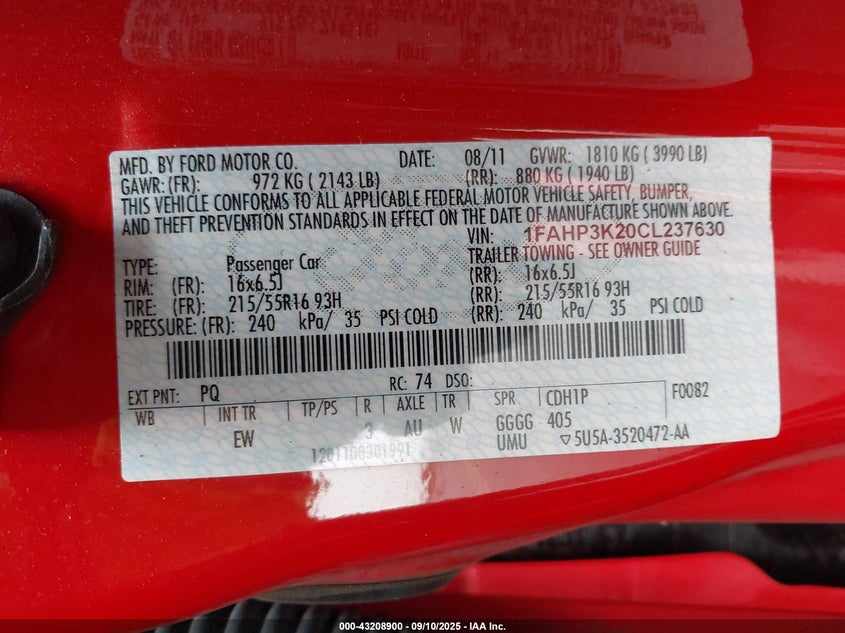 MFD. BY FORD MOTOR CO. DATE: 08/11 GVWR: 1810 KG ( 3990 LB)
GAWR: (FR): 972 KG ( 2143 LB) (RR): 880 KG ( 1940 LB)
THIS VEHICLE CONFORMS TO ALL APPLICABLE FEDERAL MOTOR VEHICLE SAFETY, BUMPER,
AND THEFT PREVENTION STANDARDS IN EFFECT ON THE DATE OF MANUFACTURE SHOWN ABOVE.
VIN: 1FAHP3K20CL237630
TYPE: Passenger Car TRAILER TOWING - SEE OWNER GUIDE
RIM: (FR): 16x6.5J (RR): 16x6.5J
TIRE: (FR): 215/55R16 93H (RR): 215/55R16 93H
PRESSURE: (FR): 240 kPa/ 35 PSI COLD (RR): 240 kPa/ 35 PSI COLD
EXT PNT: PQ RC: 74 DSO: F0082
WB INT TR TP/PS R AXLE TR SPR CDH1P
EW 3 AU W GGGG 405
1201100301991 UMU ▽5U5A-3520472-AA
000-43208900 - 09/10/2025 - IAA Inc.